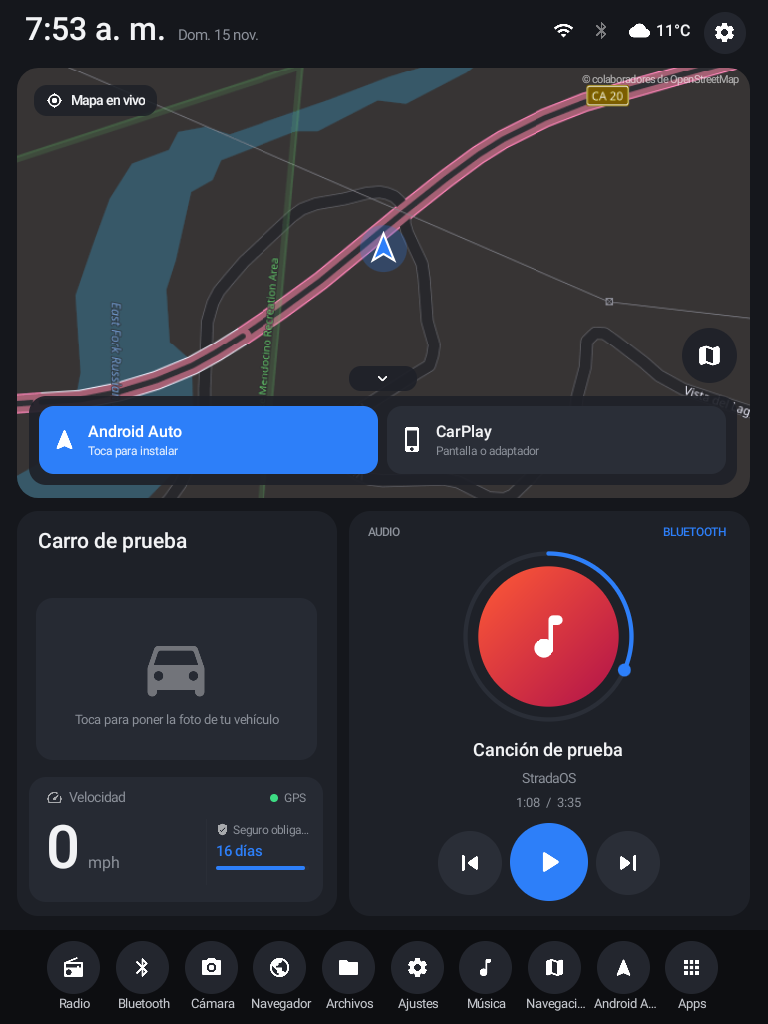 7:53 a. m.
Dom. 15 nov.
11°C
© colaboradores de OpenStreetMap
Mapa en vivo
CA 20
Mendocino Recreation Area
Android Auto
Toca para instalar
CarPlay
Pantalla o adaptador
Carro de prueba
Toca para poner la foto de tu vehículo
Velocidad
GPS
0 mph
Seguro obliga...
16 días
AUDIO
BLUETOOTH
Canción de prueba
StradaOS
1:08 / 3:35
Radio
Bluetooth
Cámara
Navegador
Archivos
Ajustes
Música
Navegaci...
Android A...
Apps